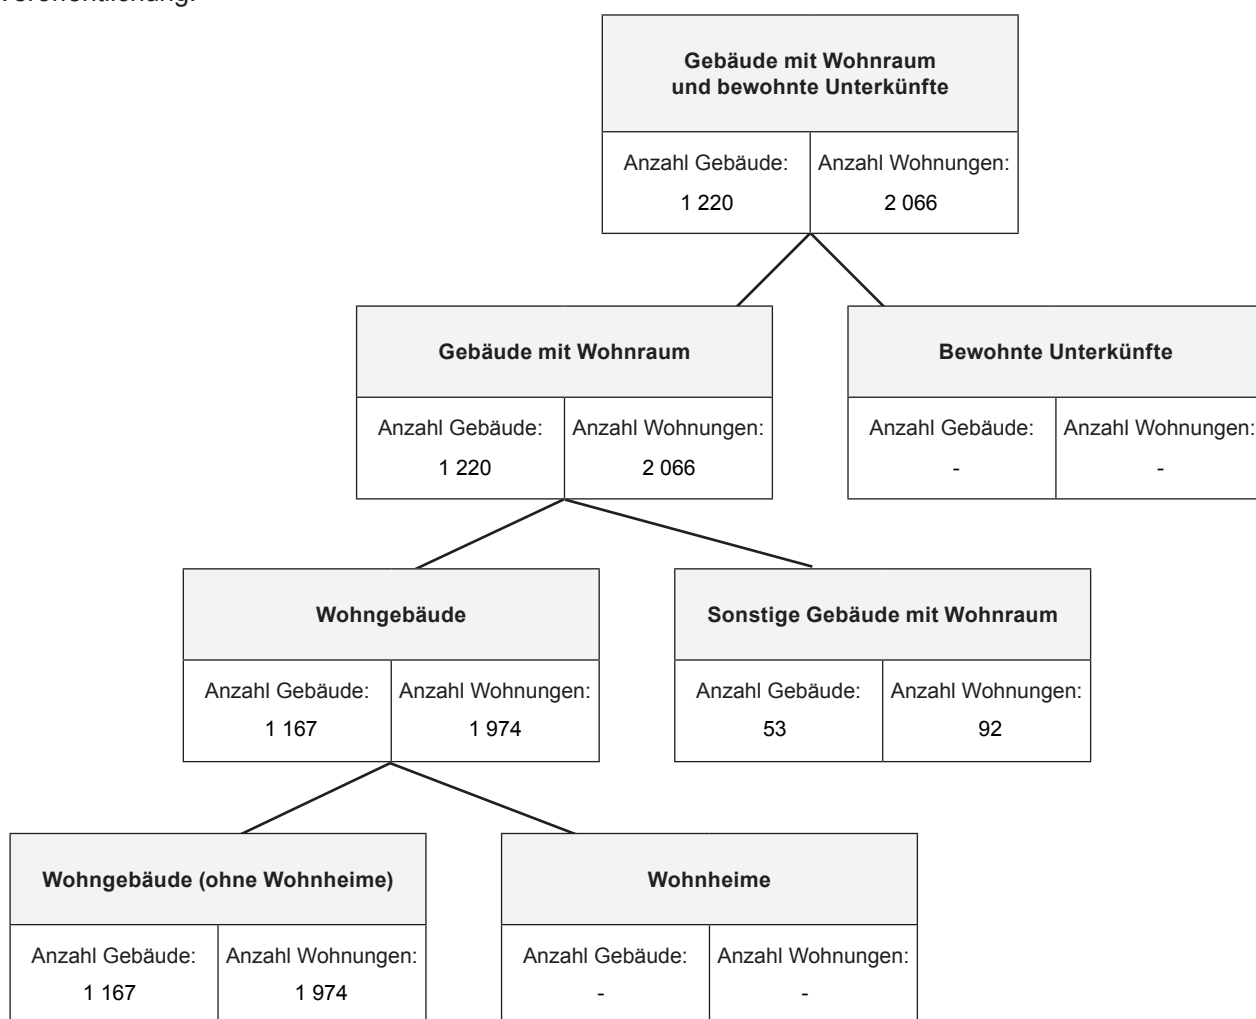 Veröffentlichung.
Gebäude mit Wohnraum
und bewohnte Unterkünfte
Anzahl Gebäude: Anzahl Wohnungen:
1 220 2 066
Gebäude mit Wohnraum Bewohnte Unterkünfte
Anzahl Gebäude: Anzahl Wohnungen: Anzahl Gebäude: Anzahl Wohnungen:
1 220 2 066 - -
Wohngebäude Sonstige Gebäude mit Wohnraum
Anzahl Gebäude: Anzahl Wohnungen: Anzahl Gebäude: Anzahl Wohnungen:
1 167 1 974 53 92
Wohngebäude (ohne Wohnheime) Wohnheime
Anzahl Gebäude: Anzahl Wohnungen: Anzahl Gebäude: Anzahl Wohnungen:
1 167 1 974 - -